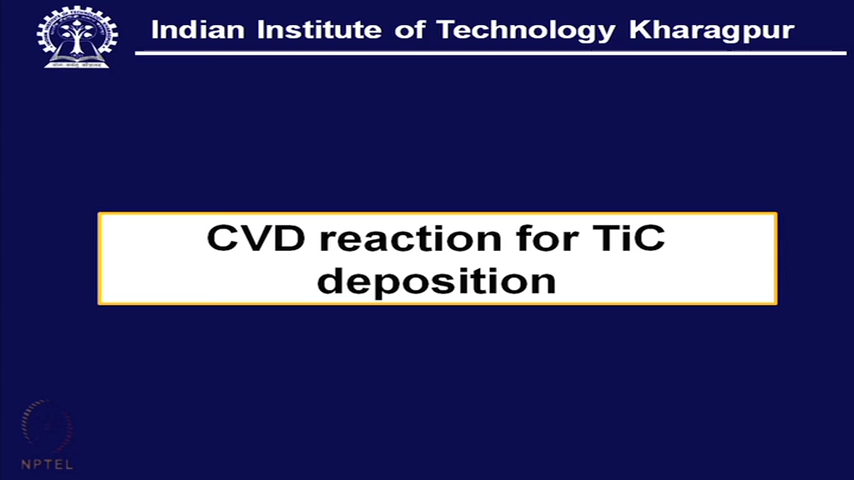 Indian Institute of Technology Kharagpur
CVD reaction for TiC
deposition
NPTEL